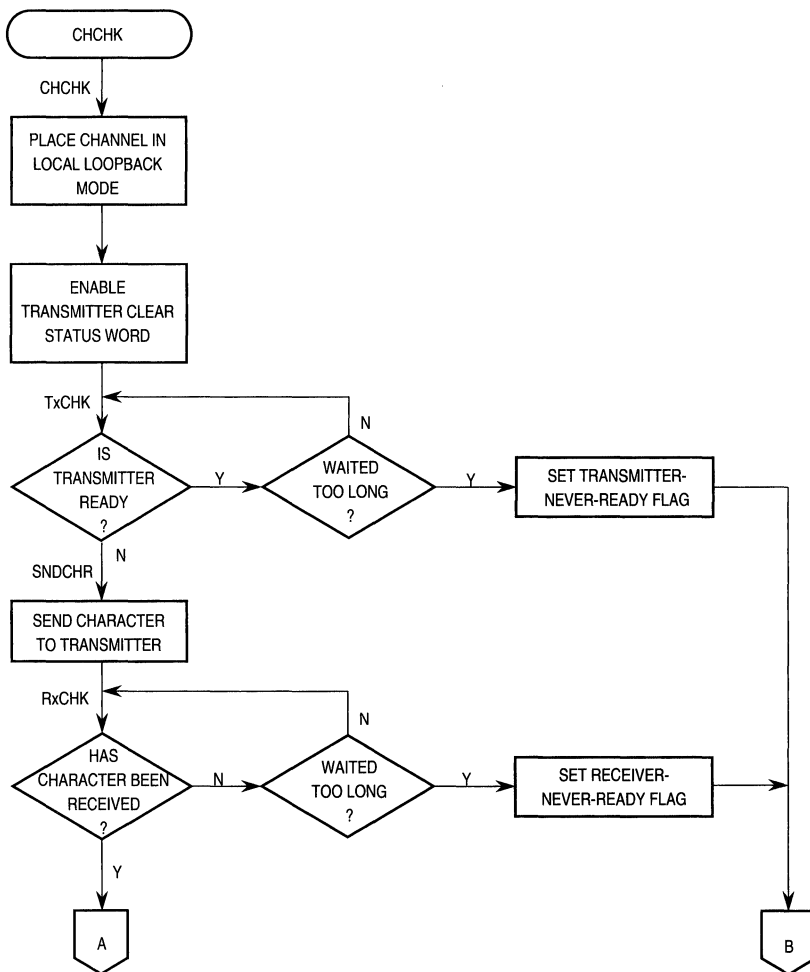 CHCHK
CHCHK
PLACE CHANNEL IN
LOCAL LOOPBACK
MODE
ENABLE
TRANSMITTER CLEAR
STATUS WORD
TxCHK
N
IS
TRANSMITTER
READY
?
Y
WAITED
TOO LONG
?
Y
SET TRANSMITTER-
NEVER-READY FLAG
N
SNDCHR
SEND CHARACTER
TO TRANSMITTER
RxCHK
N
HAS
CHARACTER BEEN
RECEIVED
?
N
WAITED
TOO LONG
?
Y
SET RECEIVER-
NEVER-READY FLAG
Y
A
B